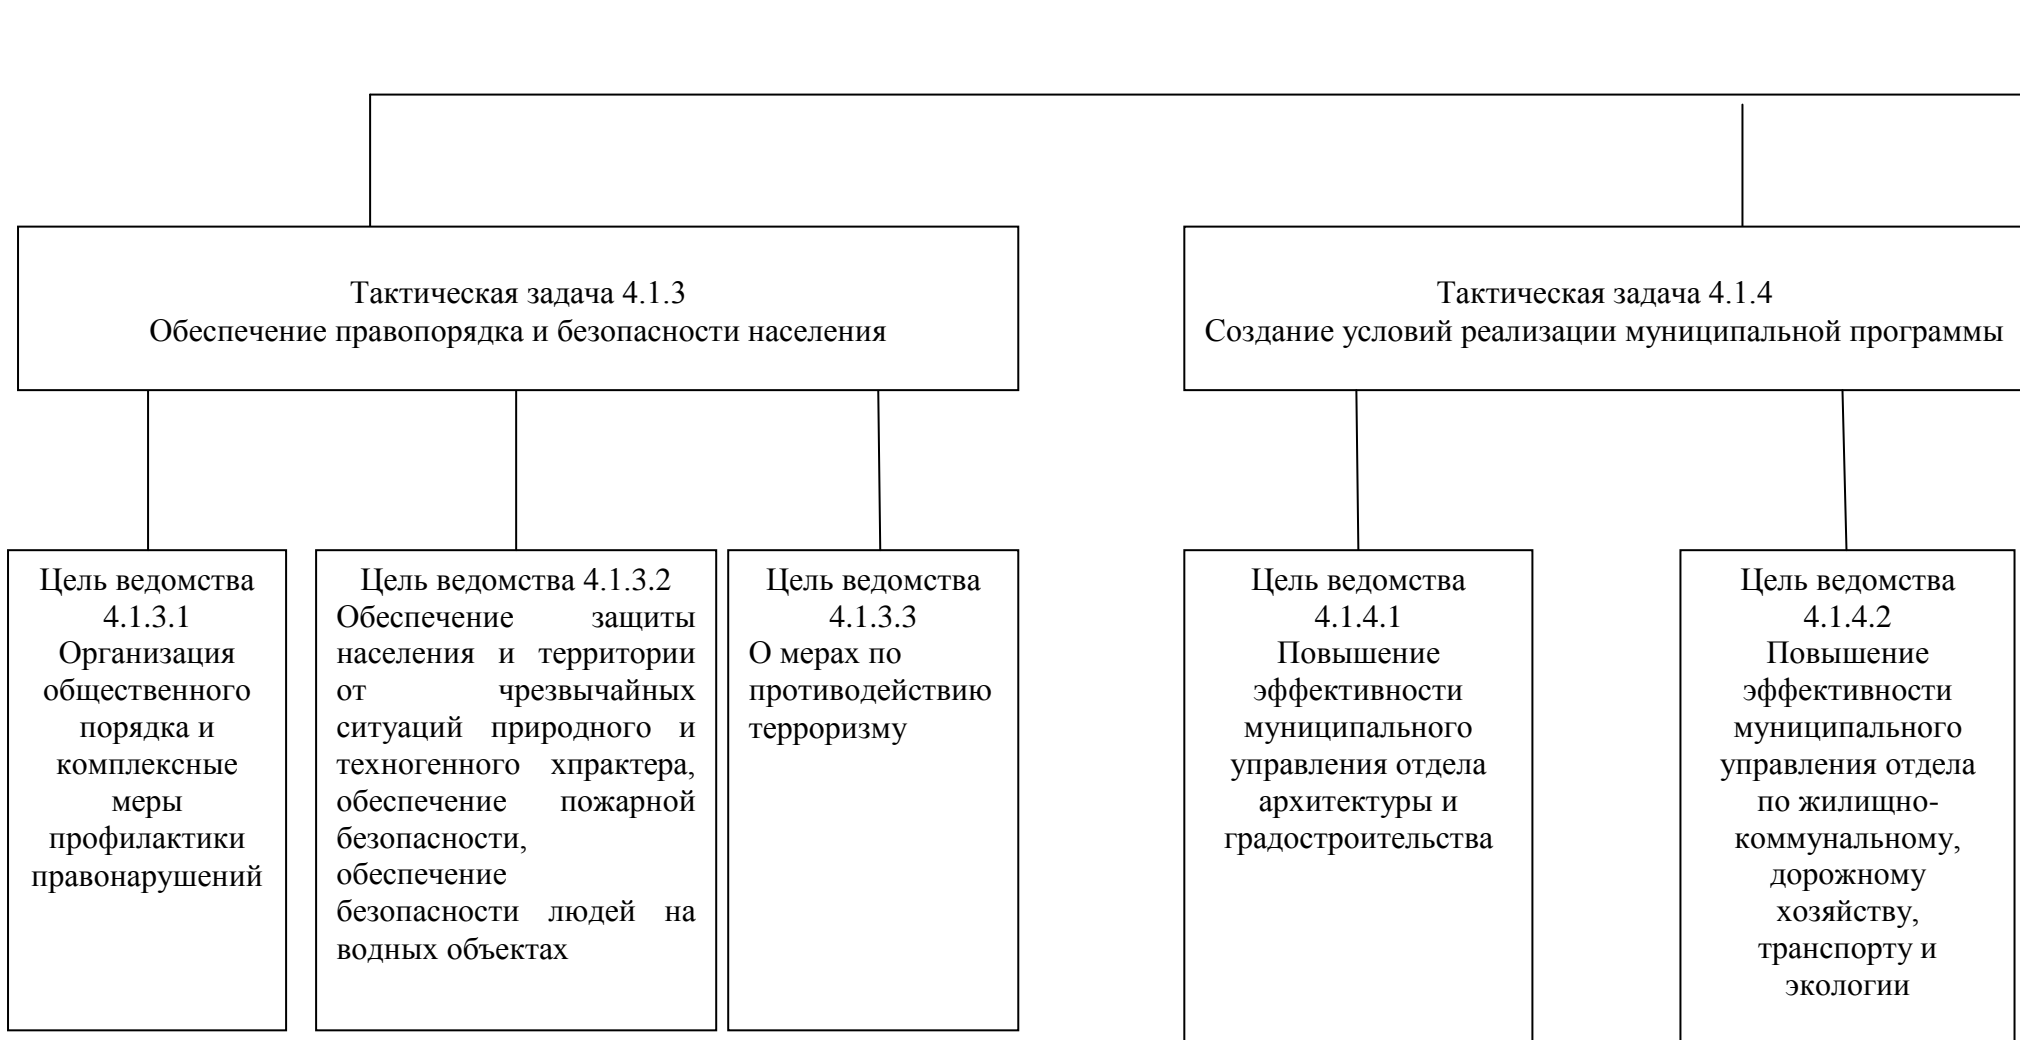 Тактическая задача 4.1.3
Обеспечение правопорядка и безопасности населения
Тактическая задача 4.1.4
Создание условий реализации муниципальной программы
Цель ведомства
4.1.3.1
Организация
общественного
порядка и
комплексные
меры
профилактики
правонарушений
Цель ведомства 4.1.3.2
Обеспечение защиты
населения и территории
от чрезвычайных
ситуаций природного и
техногенного хпрактера,
обеспечение пожарной
безопасности,
обеспечение
безопасности людей на
водных объектах
Цель ведомства
4.1.3.3
О мерах по
противодействию
терроризму
Цель ведомства
4.1.4.1
Повышение
эффективности
муниципального
управления отдела
архитектуры и
градостроительства
Цель ведомства
4.1.4.2
Повышение
эффективности
муниципального
управления отдела
по жилищно-
коммунальному,
дорожному
хозяйству,
транспорту и
экологии